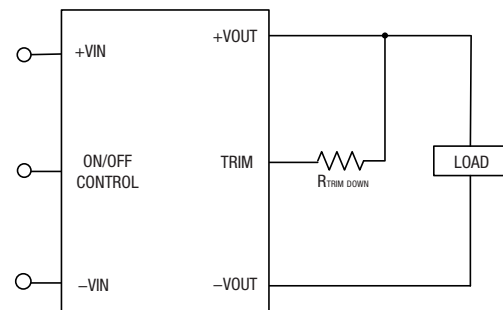 +VIN
+VOUT
ON/OFF
CONTROL
TRIM
RTRIM DOWN
LOAD
−VIN
−VOUT